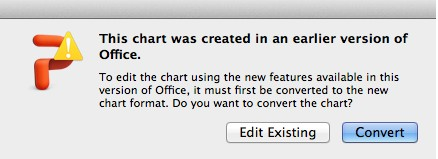 This chart was created in an earlier version of
Office.
To edit the chart using the new features available in this
version of Office, it must first be converted to the new
chart format. Do you want to convert the chart?
Edit Existing Convert